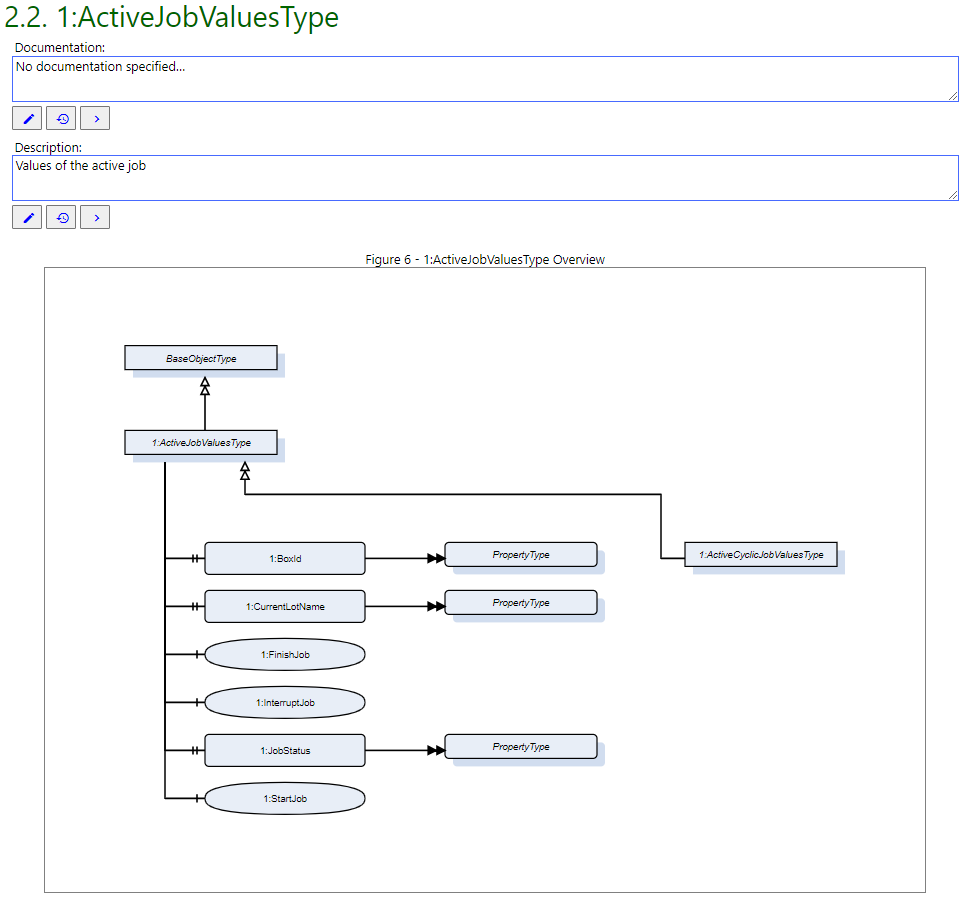 2.2. 1:ActiveJobValuesType
Documentation:
No documentation specified...
Description:
Values of the active job
Figure 6 - 1:ActiveJobValuesType Overview
BaseObjectType
1:ActiveJobValuesType
1:BoxId
PropertyType
1:ActiveCyclicJobValuesType
1:CurrentLotName
PropertyType
1:FinishJob
1:InterruptJob
1:JobStatus
PropertyType
1:StartJob